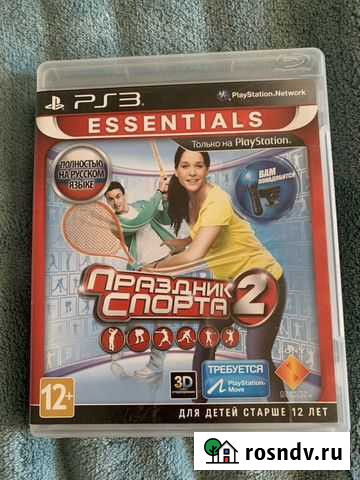 PS3
PlayStation®Network
ESSENTIALS
Только на PlayStation.
ПОЛНОСТЬЮ
НА РУССКОМ
ЯЗЫКЕ
ВАМ
ПОНАДОБИТСЯ
ПРАЗДНИК
СПОРТА 2
12+
3D
ТРЕБУЕТСЯ
PlayStation®
Move
SONY
ДЛЯ ДЕТЕЙ СТАРШЕ 12 ЛЕТ
rosndv.ru